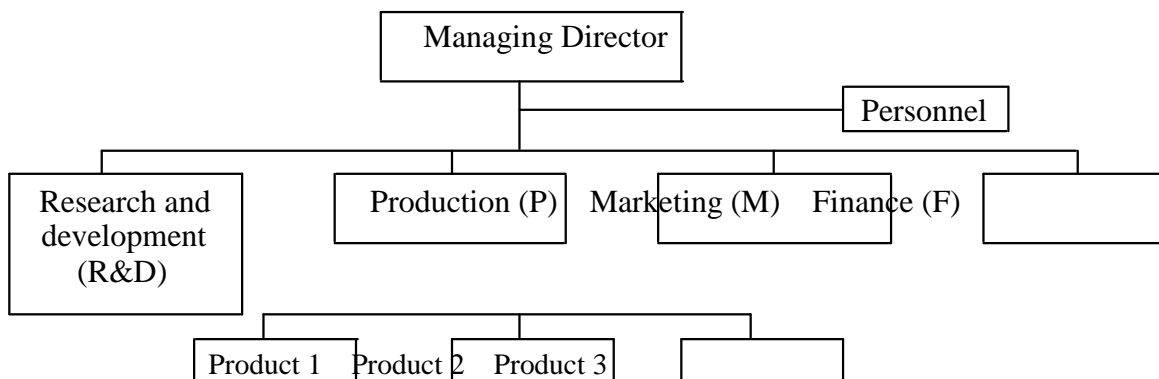 Managing Director
Personnel
Research and
development
(R&D)
Production (P)
Marketing (M)
Finance (F)
Product 1
Product 2
Product 3